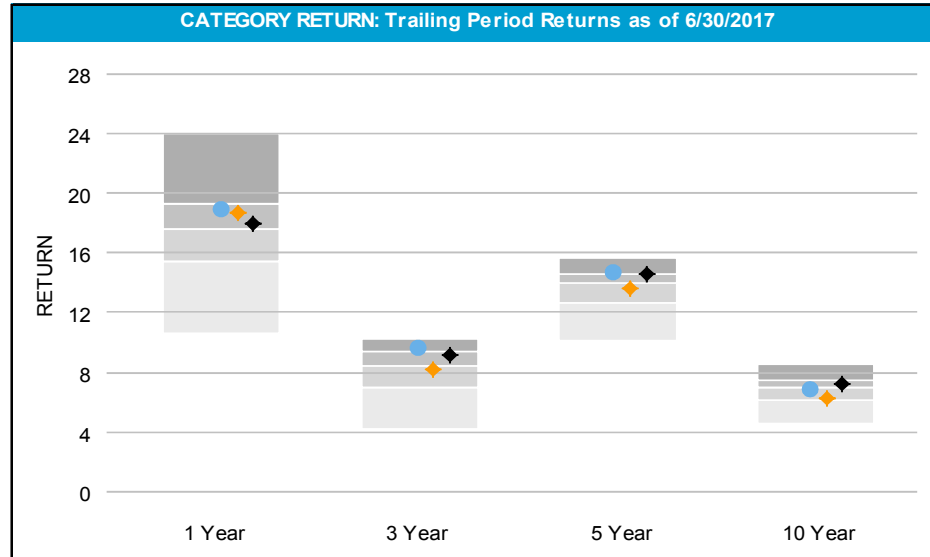 CATEGORY RETURN: Trailing Period Returns as of 6/30/2017
28
24
20
16
12
8
4
0
RETURN
1 Year
3 Year
5 Year
10 Year